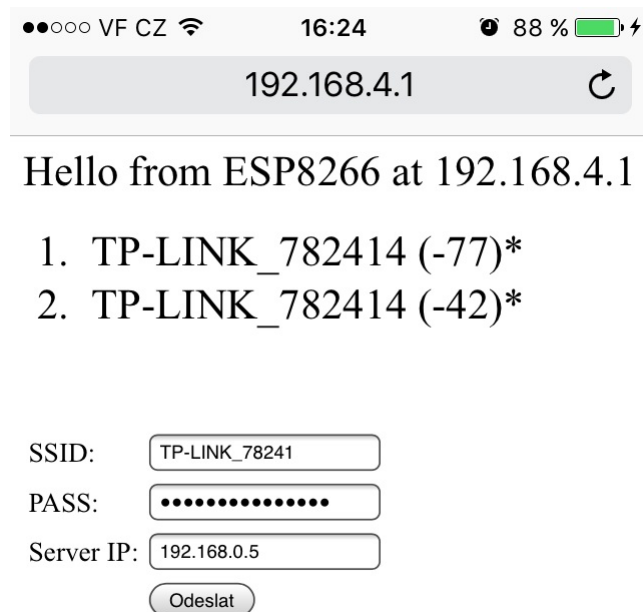 VF CZ 16:24 88 %
192.168.4.1
Hello from ESP8266 at 192.168.4.1
1. TP-LINK_782414 (-77)*
2. TP-LINK_782414 (-42)*
SSID: TP-LINK_78241
PASS: •••••••••••••••
Server IP: 192.168.0.5
Odeslat